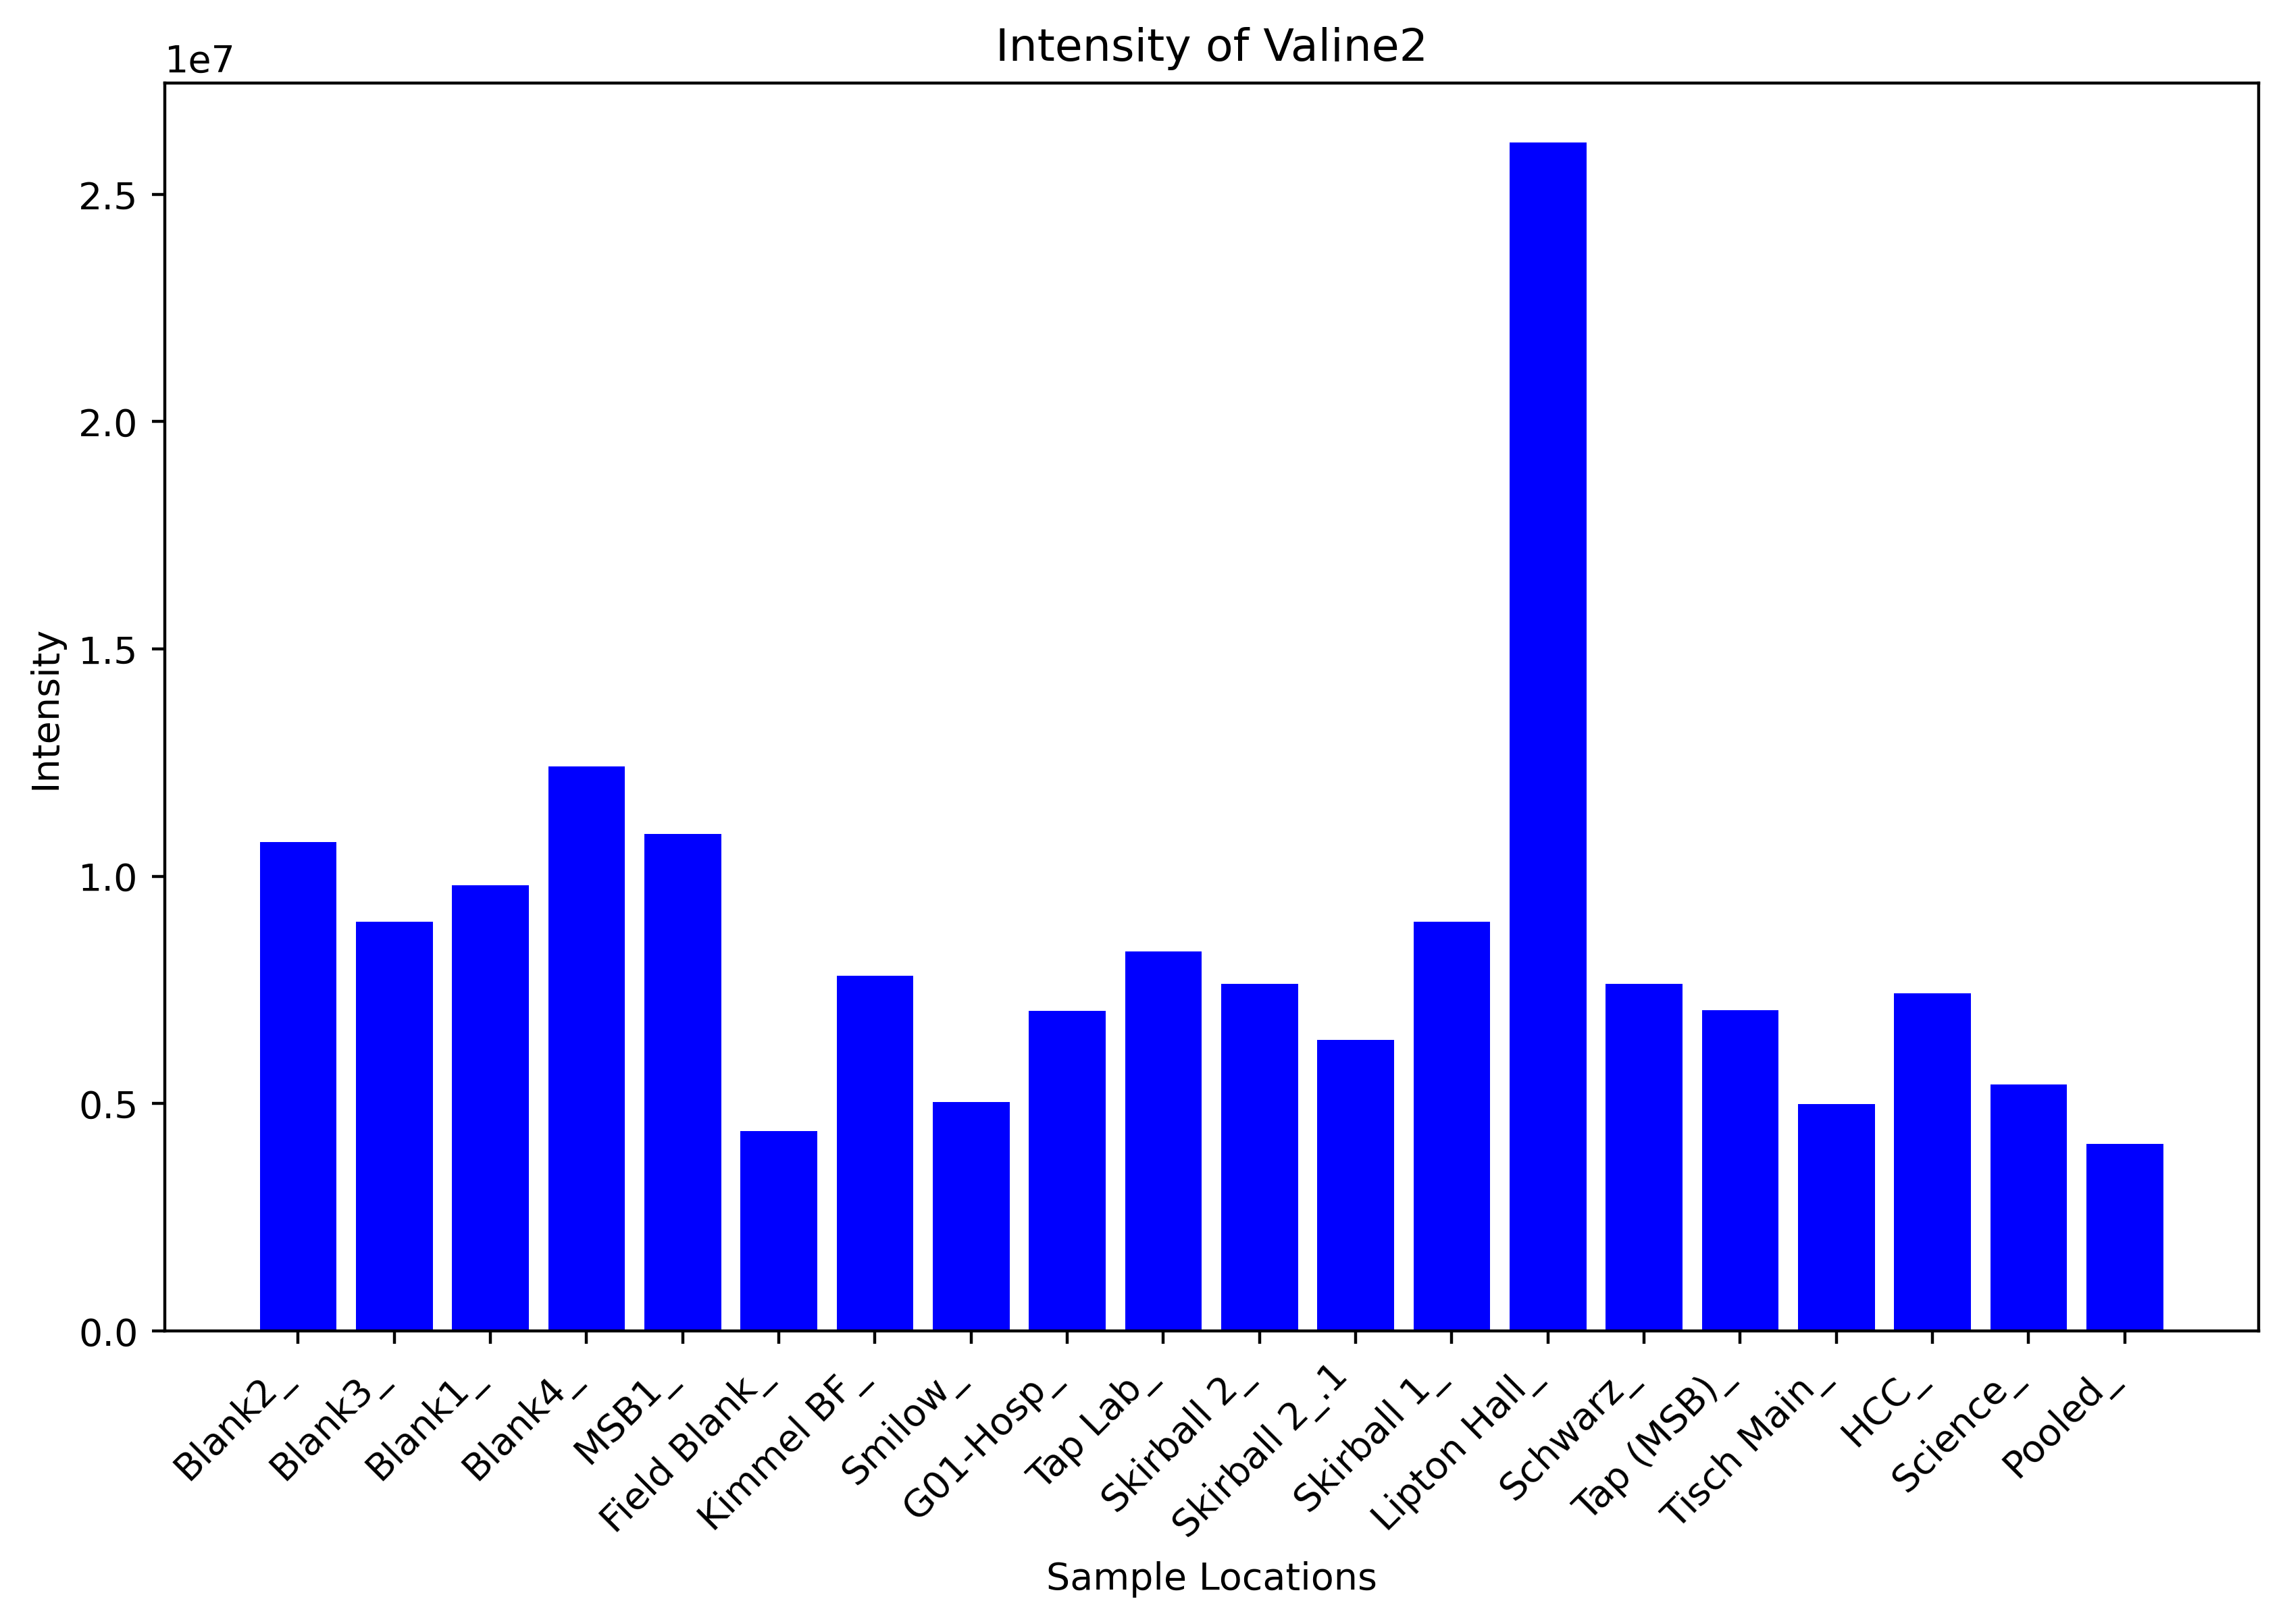 Intensity of Valine2
1e7
2.5
2.0
1.5
1.0
0.5
0.0
Intensity
Blank2_
Blank3_
Blank1_
Blank4_
MSB1_
Field Blank_
Kimmel BF_
Smilow_
G01-Hosp_
Tap Lab_
Skirball 2_
Skirball 2_.1
Skirball 1_
Lipton Hall_
Schwarz_
Tap (MSB)_
Tisch Main_
HCC_
Science_
Pooled_
Sample Locations